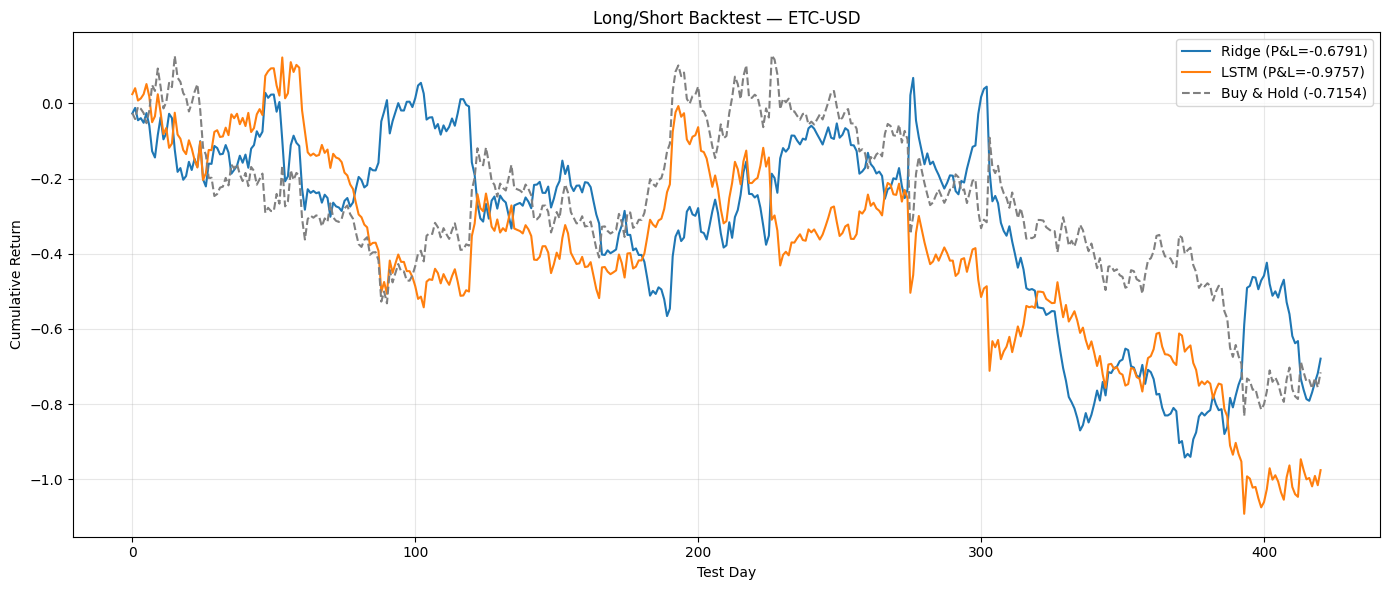 Long/Short Backtest — ETC-USD
Ridge (P&L=-0.6791)
LSTM (P&L=-0.9757)
Buy & Hold (-0.7154)
Cumulative Return
0.0
−0.2
−0.4
−0.6
−0.8
−1.0
0
100
200
300
400
Test Day